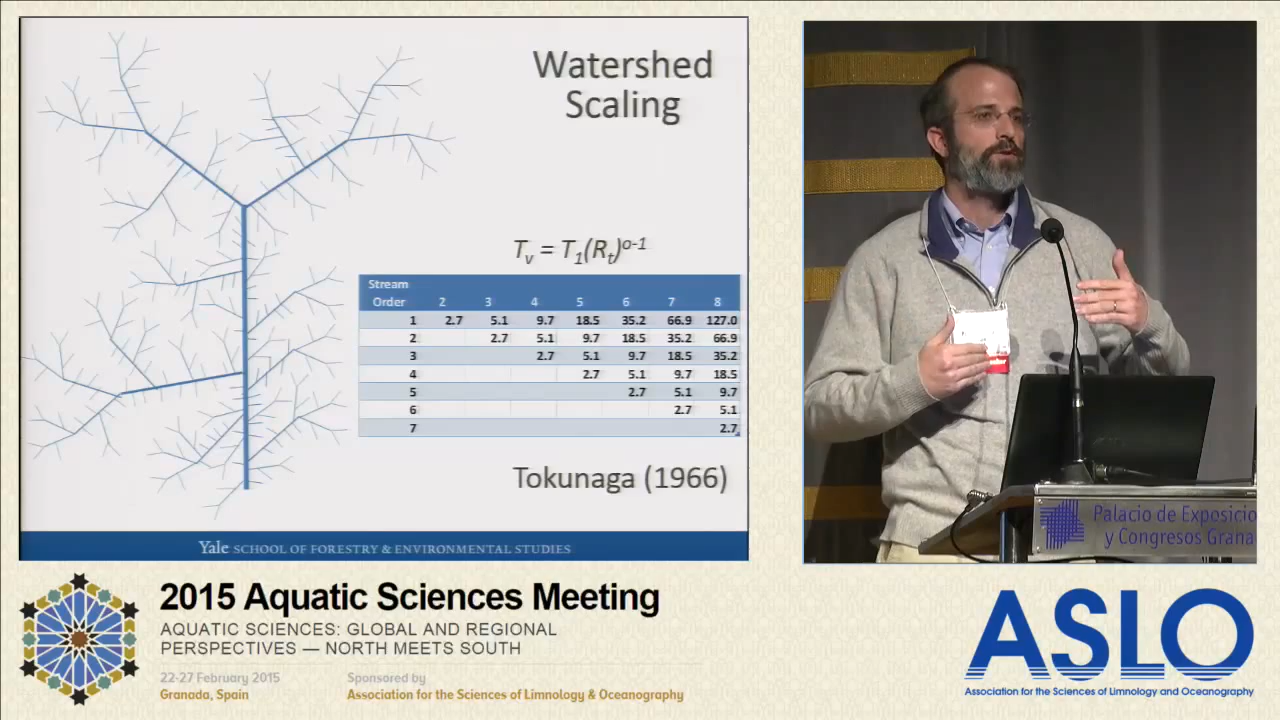 Watershed
Scaling
Tv = T1(Rt)^o-1
Stream
Order 2 3 4 5 6 7 8
1 2.7 5.1 9.7 18.5 35.2 66.9 127.0
2 2.7 5.1 9.7 18.5 35.2 66.9
3 2.7 5.1 9.7 18.5 35.2
4 2.7 5.1 9.7 18.5
5 2.7 5.1 9.7
6 2.7 5.1
7 2.7
Tokunaga (1966)
Yale SCHOOL OF FORESTRY & ENVIRONMENTAL STUDIES
Palacio de Exposicio
y Congresos Grana
2015 Aquatic Sciences Meeting
AQUATIC SCIENCES: GLOBAL AND REGIONAL
PERSPECTIVES — NORTH MEETS SOUTH
22-27 February 2015
Granada, Spain
Sponsored by
Association for the Sciences of Limnology & Oceanography
ASLO
Association for the Sciences of Limnology and Oceanography